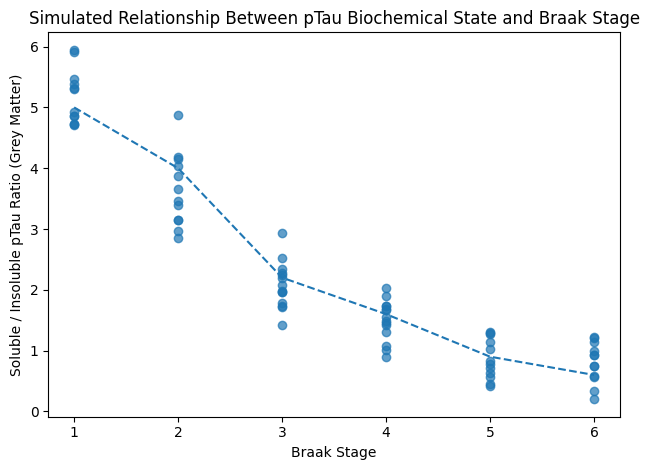 Simulated Relationship Between pTau Biochemical State and Braak Stage
Soluble / Insoluble pTau Ratio (Grey Matter)
6
5
4
3
2
1
0
1 2 3 4 5 6
Braak Stage